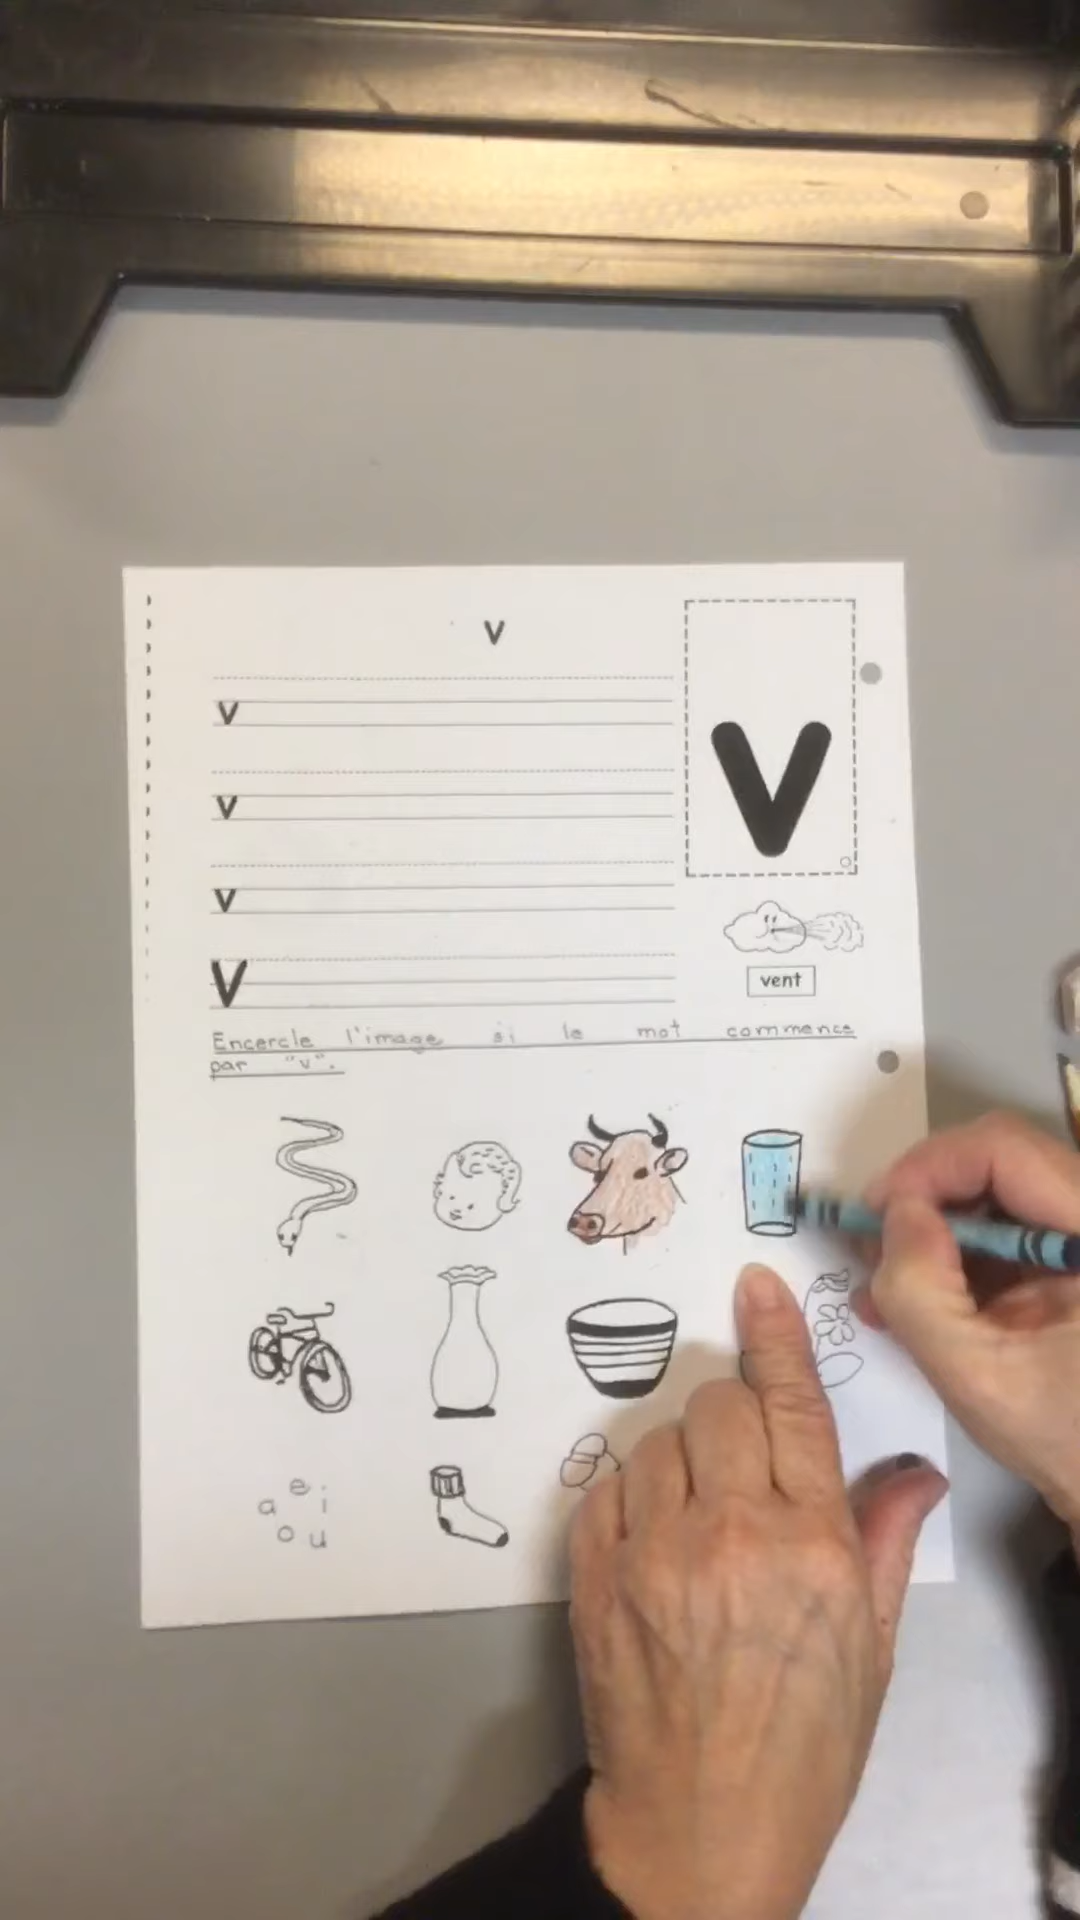 v
v
v
v
v
V
vent
Encercle l'image si le mot commence
par "v".
a e i
o u